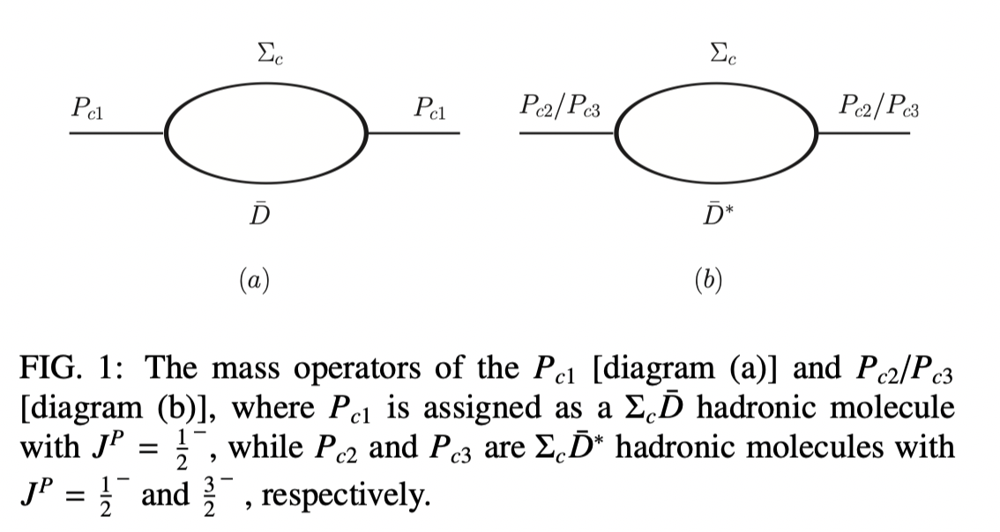 Σc Σc
Pc1 Pc1 Pc2/Pc3 Pc2/Pc3
D̄ D̄*
(a) (b)
FIG. 1: The mass operators of the Pc1 [diagram (a)] and Pc2/Pc3
[diagram (b)], where Pc1 is assigned as a ΣcD̄ hadronic molecule
with J^P = 1/2^−, while Pc2 and Pc3 are ΣcD̄* hadronic molecules with
J^P = 1/2^− and 3/2^−, respectively.